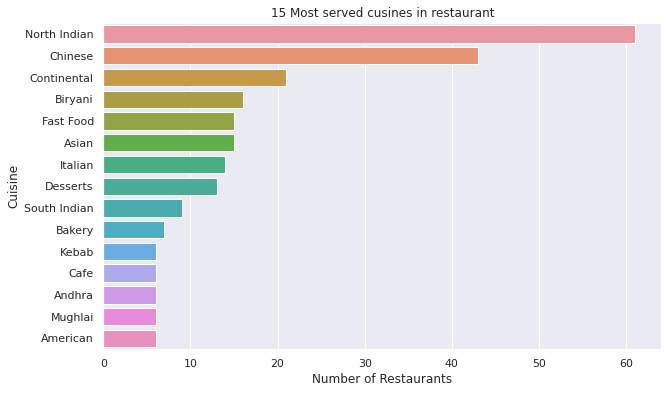 15 Most served cusines in restaurant
North Indian
Chinese
Continental
Biryani
Fast Food
Asian
Italian
Desserts
South Indian
Bakery
Kebab
Cafe
Andhra
Mughlai
American
Cuisine
0 10 20 30 40 50 60
Number of Restaurants